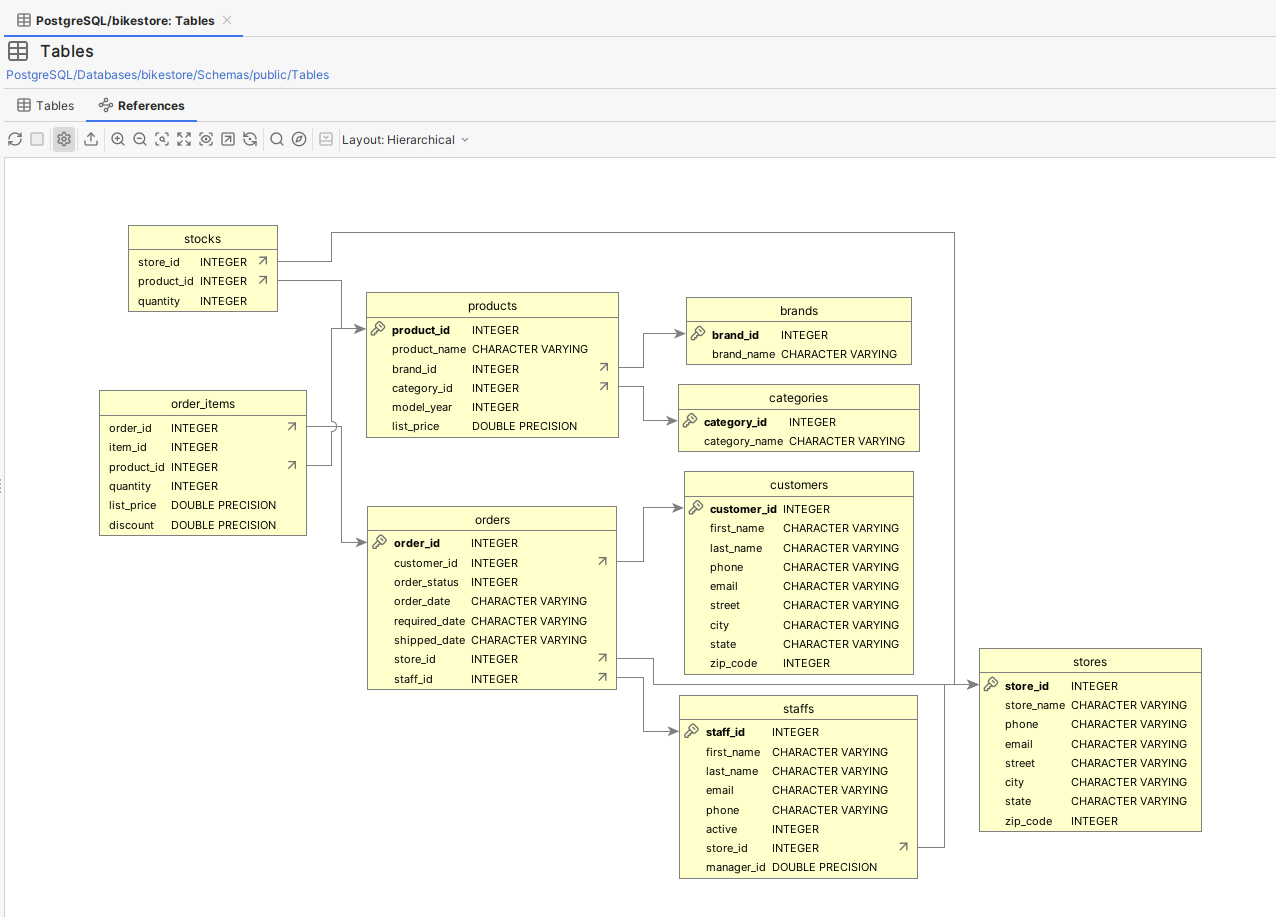 PostgreSQL/bikestore: Tables
Tables
PostgreSQL/Databases/bikestore/Schemas/public/Tables
Tables References
Layout: Hierarchical
stocks
store_id INTEGER
product_id INTEGER
quantity INTEGER
products
product_id INTEGER
product_name CHARACTER VARYING
brand_id INTEGER
category_id INTEGER
model_year INTEGER
list_price DOUBLE PRECISION
brands
brand_id INTEGER
brand_name CHARACTER VARYING
categories
category_id INTEGER
category_name CHARACTER VARYING
order_items
order_id INTEGER
item_id INTEGER
product_id INTEGER
quantity INTEGER
list_price DOUBLE PRECISION
discount DOUBLE PRECISION
orders
order_id INTEGER
customer_id INTEGER
order_status INTEGER
order_date CHARACTER VARYING
required_date CHARACTER VARYING
shipped_date CHARACTER VARYING
store_id INTEGER
staff_id INTEGER
customers
customer_id INTEGER
first_name CHARACTER VARYING
last_name CHARACTER VARYING
phone CHARACTER VARYING
email CHARACTER VARYING
street CHARACTER VARYING
city CHARACTER VARYING
state CHARACTER VARYING
zip_code INTEGER
staffs
staff_id INTEGER
first_name CHARACTER VARYING
last_name CHARACTER VARYING
email CHARACTER VARYING
phone CHARACTER VARYING
active INTEGER
store_id INTEGER
manager_id DOUBLE PRECISION
stores
store_id INTEGER
store_name CHARACTER VARYING
phone CHARACTER VARYING
email CHARACTER VARYING
street CHARACTER VARYING
city CHARACTER VARYING
state CHARACTER VARYING
zip_code INTEGER